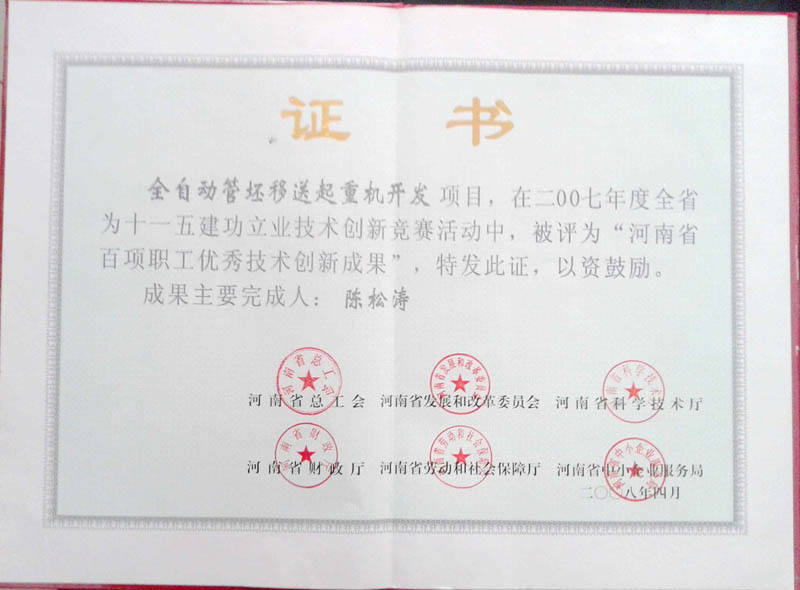 证 书
全自动管坯移送起重机开发 项目，在二00七年度全省
为十一五建功立业技术创新竞赛活动中，被评为“河南省
百项职工优秀技术创新成果”，特发此证，以资鼓励。
成果主要完成人： 陈松涛
河南省总工会 河南省发展和改革委员会 河南省科学技术厅
河南省财政厅 河南省劳动和社会保障厅 河南省中小企业服务局
二〇〇八年四月